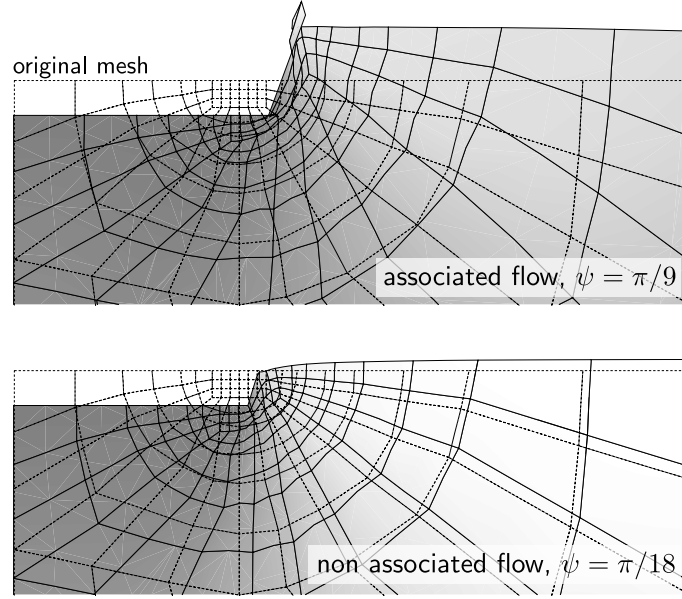 original mesh
associated flow, ψ = π/9
non associated flow, ψ = π/18